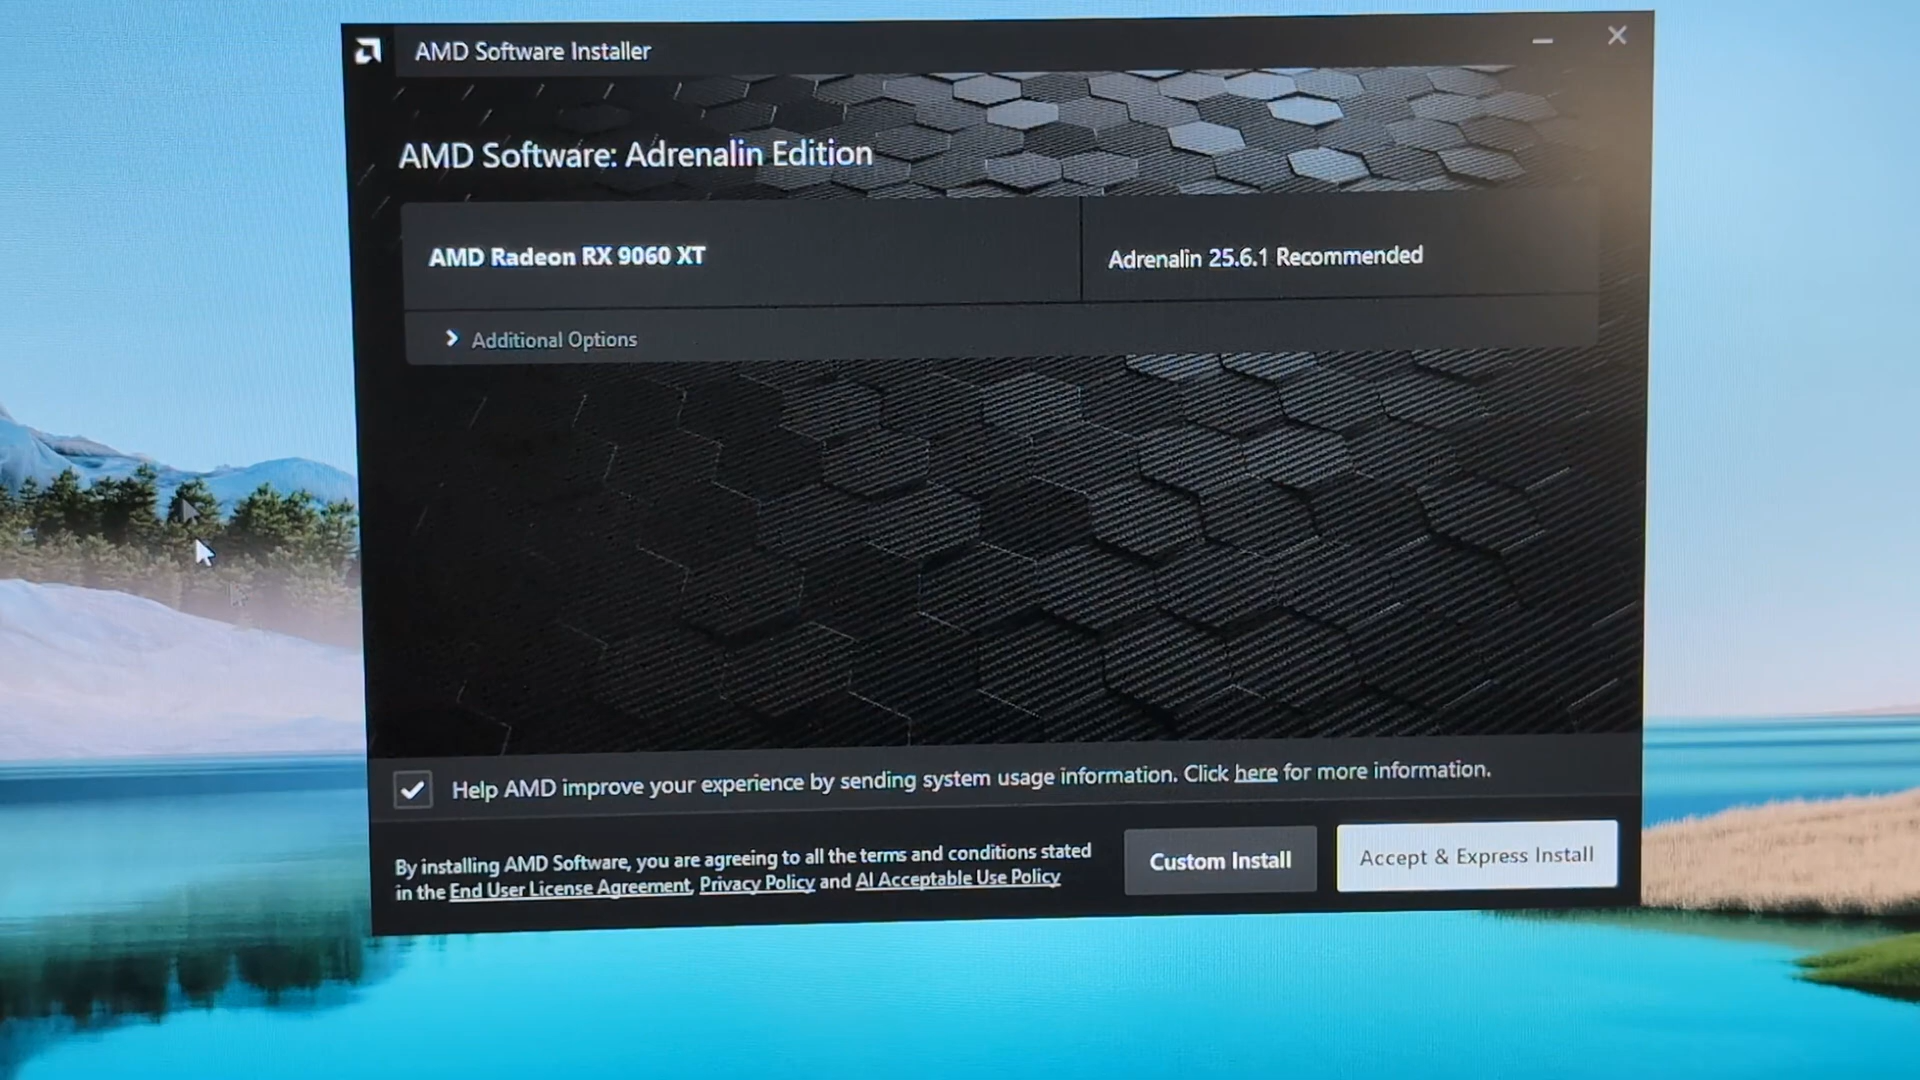 AMD Software Installer
AMD Software: Adrenalin Edition
AMD Radeon RX 9060 XT
Adrenalin 25.6.1 Recommended
Additional Options
Help AMD improve your experience by sending system usage information. Click here for more information.
By installing AMD Software, you are agreeing to all the terms and conditions stated
in the End User License Agreement, Privacy Policy and AI Acceptable Use Policy
Custom Install
Accept & Express Install